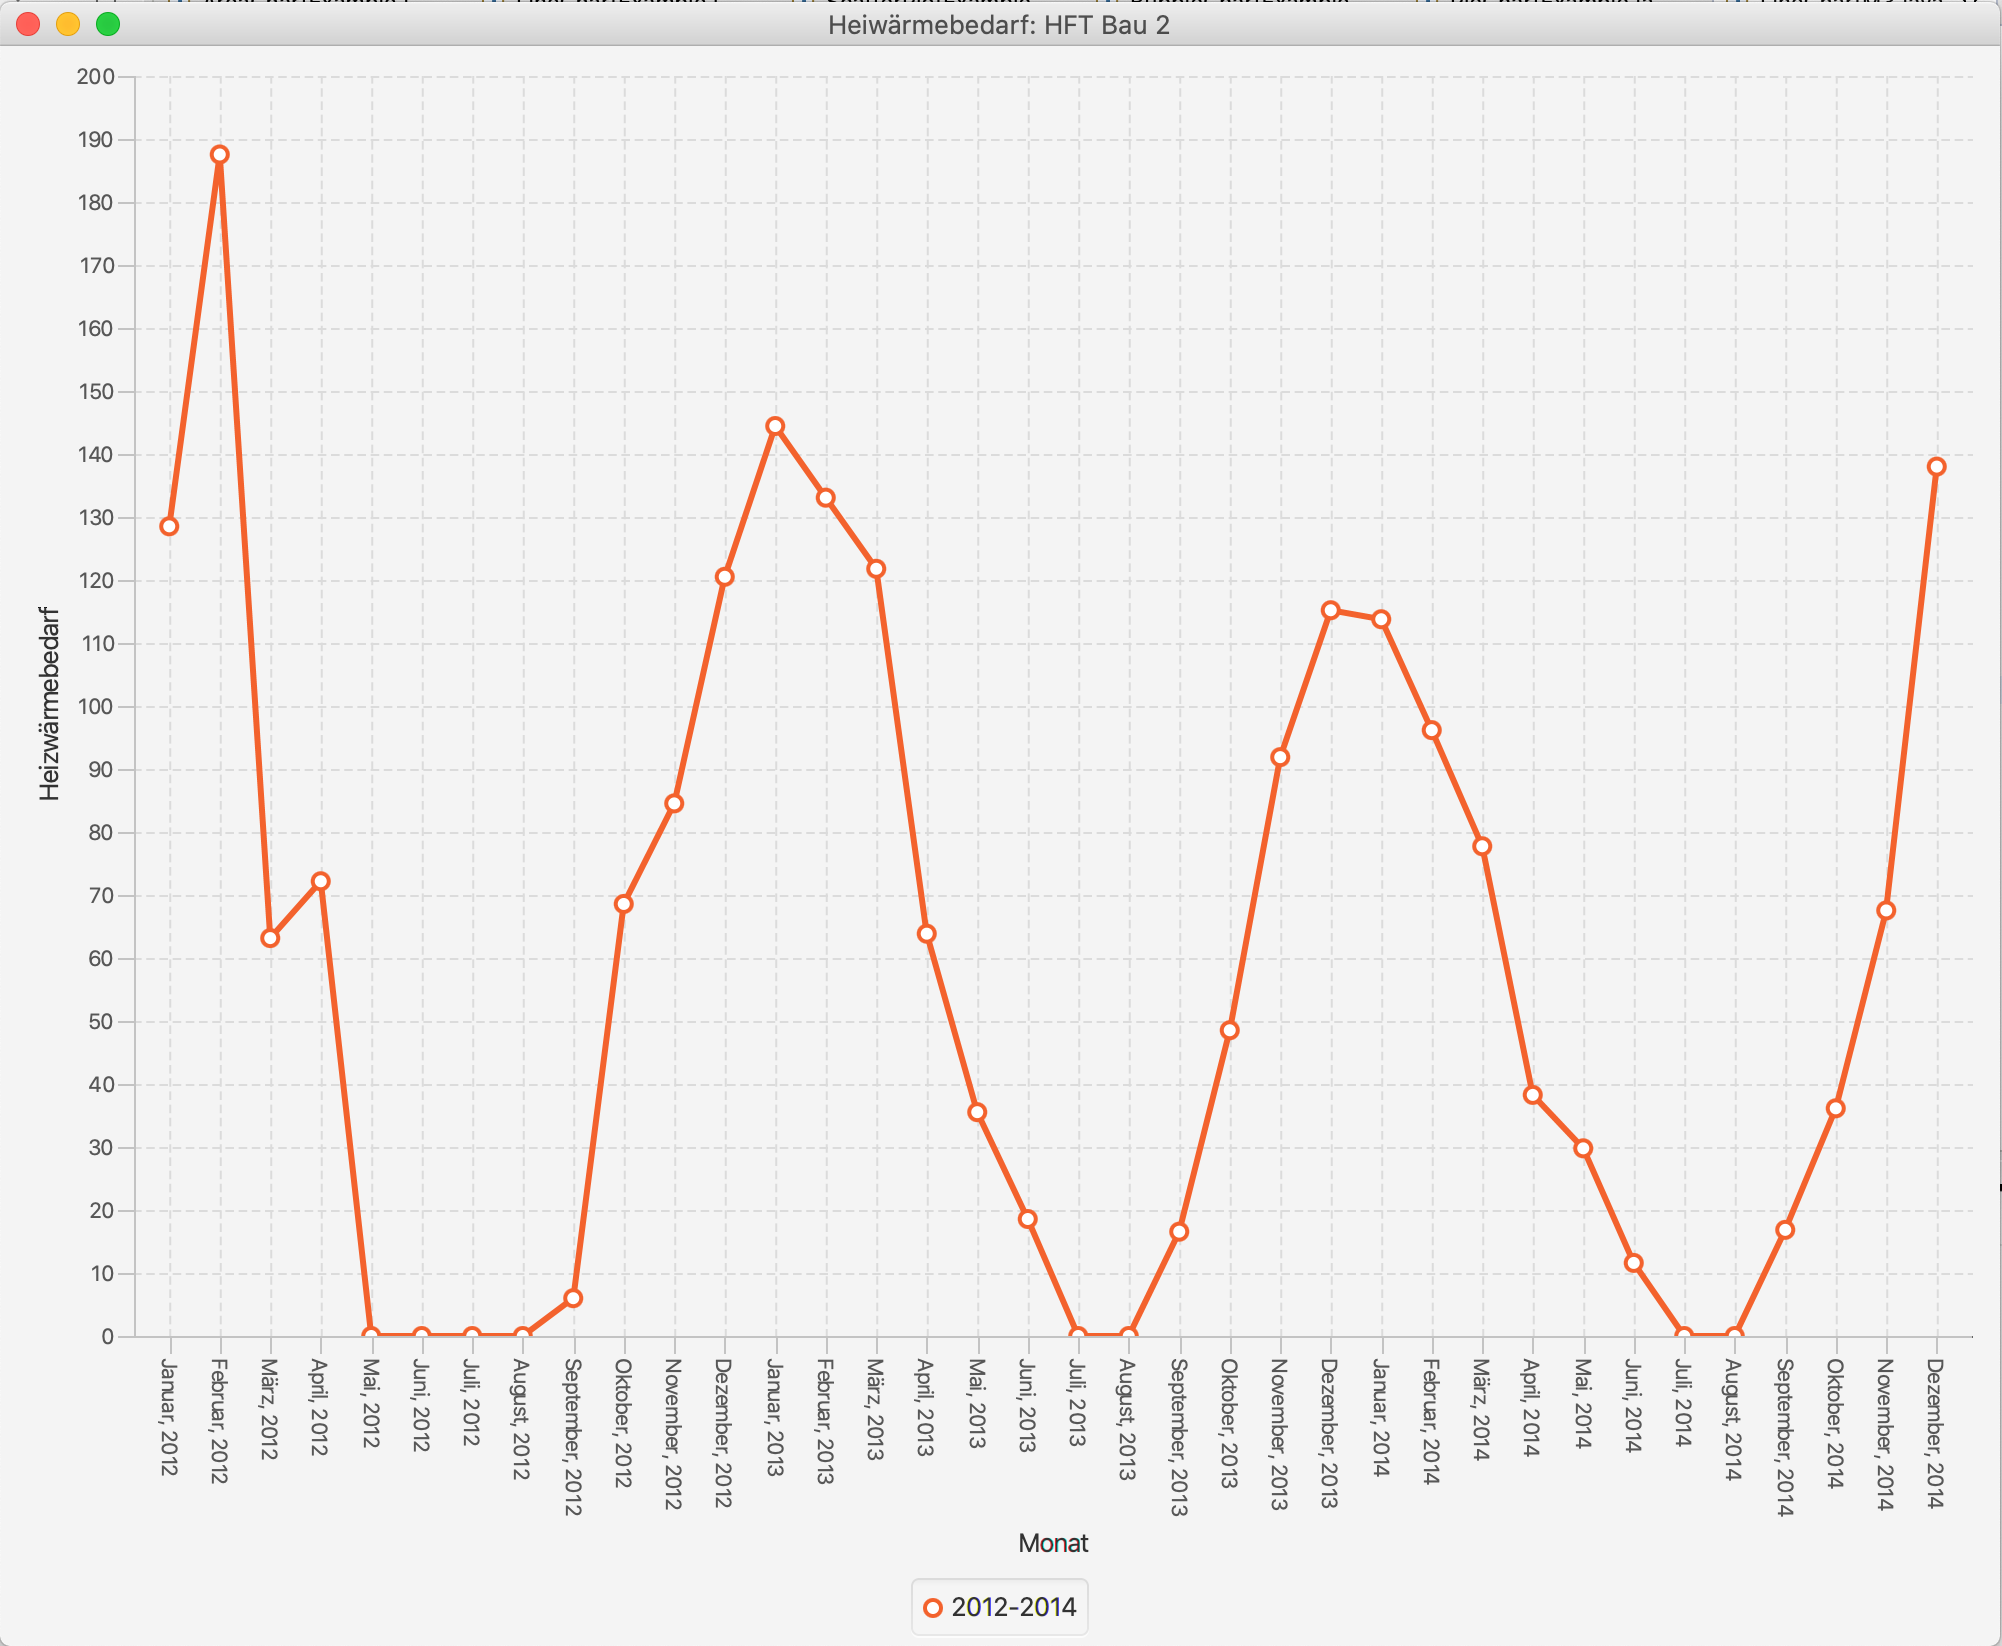 Heiwärmebedarf: HFT Bau 2
200
190
180
170
160
150
140
130
120
110
100
90
80
70
60
50
40
30
20
10
0
Heizwärmebedarf
Januar, 2012
Februar, 2012
März, 2012
April, 2012
Mai, 2012
Juni, 2012
Juli, 2012
August, 2012
September, 2012
Oktober, 2012
November, 2012
Dezember, 2012
Januar, 2013
Februar, 2013
März, 2013
April, 2013
Mai, 2013
Juni, 2013
Juli, 2013
August, 2013
September, 2013
Oktober, 2013
November, 2013
Dezember, 2013
Januar, 2014
Februar, 2014
März, 2014
April, 2014
Mai, 2014
Juni, 2014
Juli, 2014
August, 2014
September, 2014
Oktober, 2014
November, 2014
Dezember, 2014
Monat
2012-2014